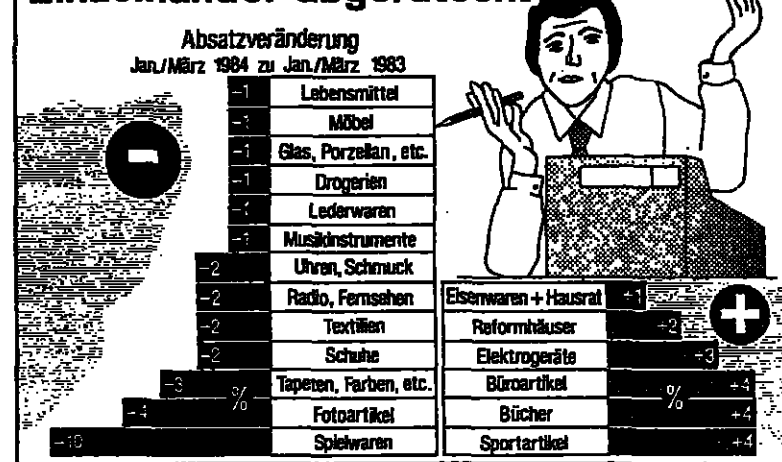 Einzelhandel abgerutscht
Absatzveränderung
Jan./März 1984 zu Jan./März 1983
-1 Lebensmittel
-1 Möbel
-1 Glas, Porzellan, etc.
-1 Drogerien
-1 Lederwaren
-1 Musikinstrumente
-2 Uhren, Schmuck
-2 Radio, Fernsehen
-2 Textilien
-2 Schuhe
-3 % Tapeten, Farben, etc.
-4 Fotoartikel
-10 Spielwaren
Eisenwaren + Hausrat +1
Reformhäuser +2
Elektrogeräte +3
Büroartikel % +4
Bücher +4
Sportartikel +4